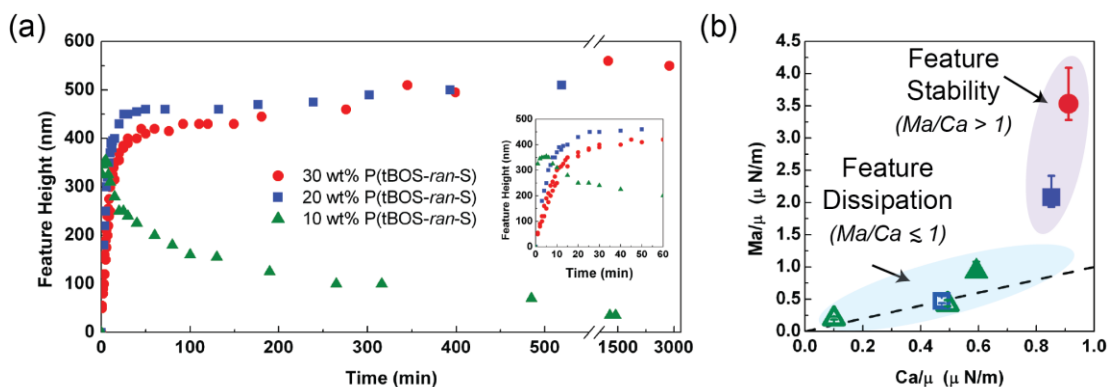 (a)
600
500
400
300
200
100
0
Feature Height (nm)
0
100
200
300
400
500
1500
3000
Time (min)
30 wt% P(tBOS-ran-S)
20 wt% P(tBOS-ran-S)
10 wt% P(tBOS-ran-S)
500
400
300
200
100
0
Feature Height (nm)
0 10 20 30 40 50 60
Time (min)
(b)
4.5
4.0
3.5
3.0
2.5
2.0
1.5
1.0
0.5
0.0
Ma/μ (μ N/m)
Feature
Stability
(Ma/Ca > 1)
Feature
Dissipation
(Ma/Ca ≲ 1)
0.0 0.2 0.4 0.6 0.8 1.0
Ca/μ (μ N/m)